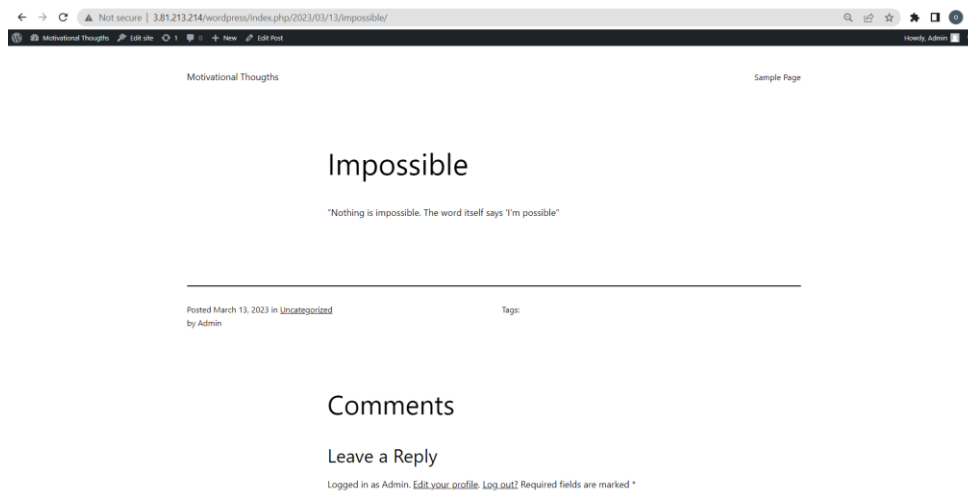 Not secure | 3.81.213.214/wordpress/index.php/2023/03/13/impossible/
Motivational Thougths Edit site 1 0 New Edit Post Howdy, Admin
Motivational Thougths Sample Page
Impossible
"Nothing is impossible. The word itself says 'I'm possible"
Posted March 13, 2023 in Uncategorized Tags:
by Admin
Comments
Leave a Reply
Logged in as Admin. Edit your profile. Log out? Required fields are marked *